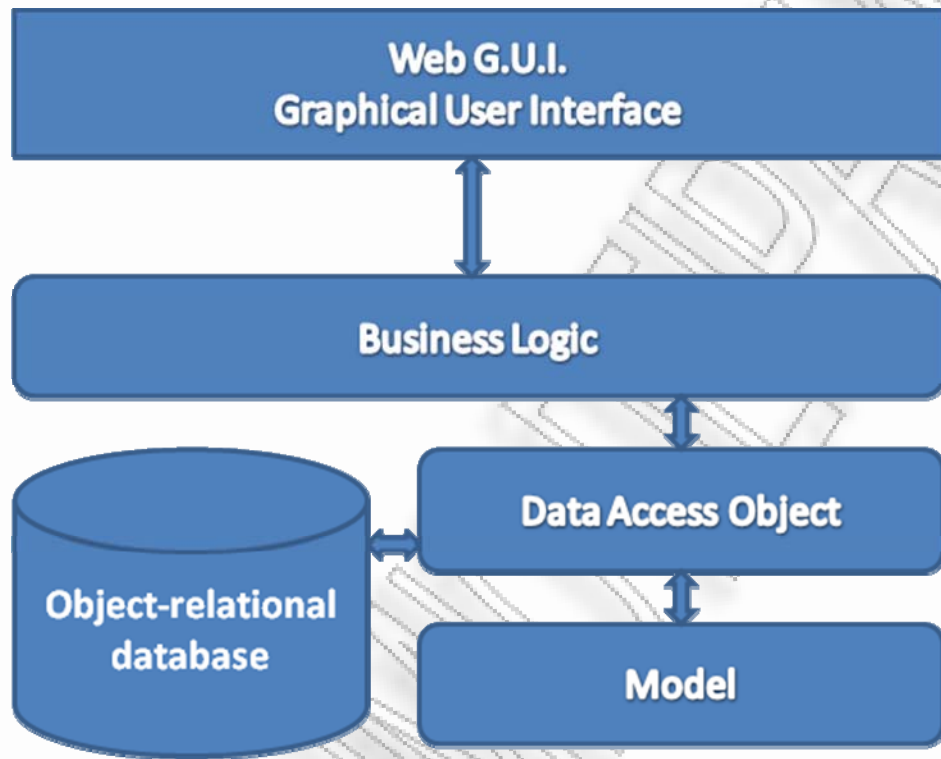 Web G.U.I.
Graphical User Interface
Business Logic
Data Access Object
Object-relational
database
Model